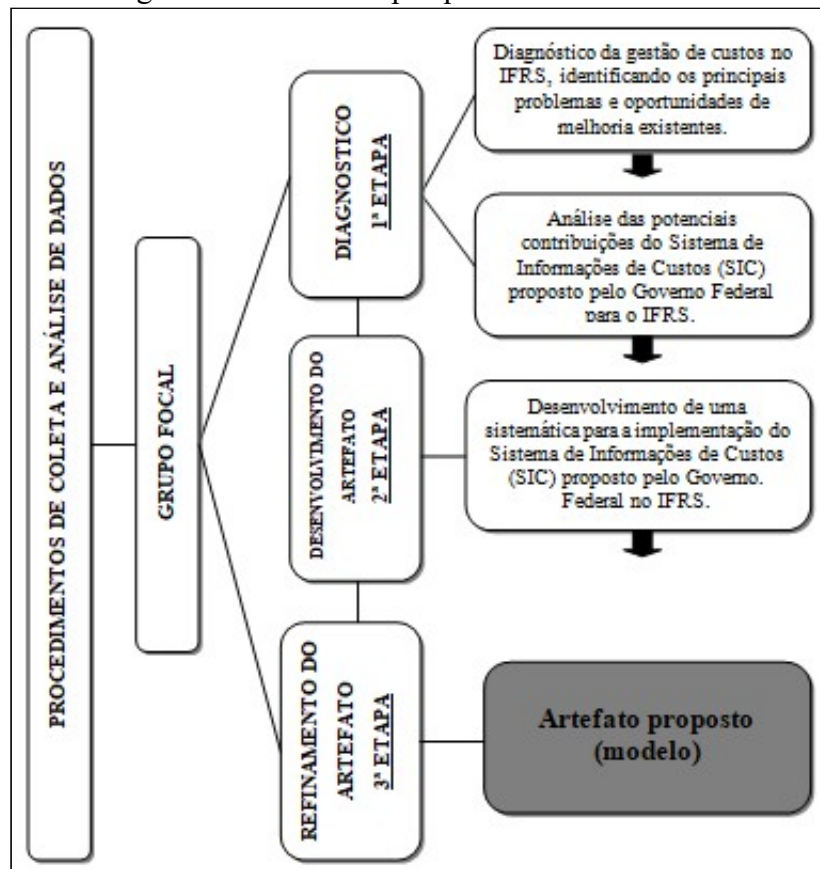 PROCEDIMENTOS DE COLETA E ANÁLISE DE DADOS
GRUPO FOCAL
DIAGNOSTICO
1ª ETAPA
Diagnóstico da gestão de custos no
IFRS, identificando os principais
problemas e oportunidades de
melhoria existentes.
Análise das potenciais
contribuições do Sistema de
Informações de Custos (SIC)
proposto pelo Governo Federal
para o IFRS.
DESENVOLVIMENTO DO
ARTEFATO
2ª ETAPA
Desenvolvimento de uma
sistemática para a implementação do
Sistema de Informações de Custos
(SIC) proposto pelo Governo.
Federal no IFRS.
REFINAMENTO DO
ARTEFATO
3ª ETAPA
Artefato proposto
(modelo)